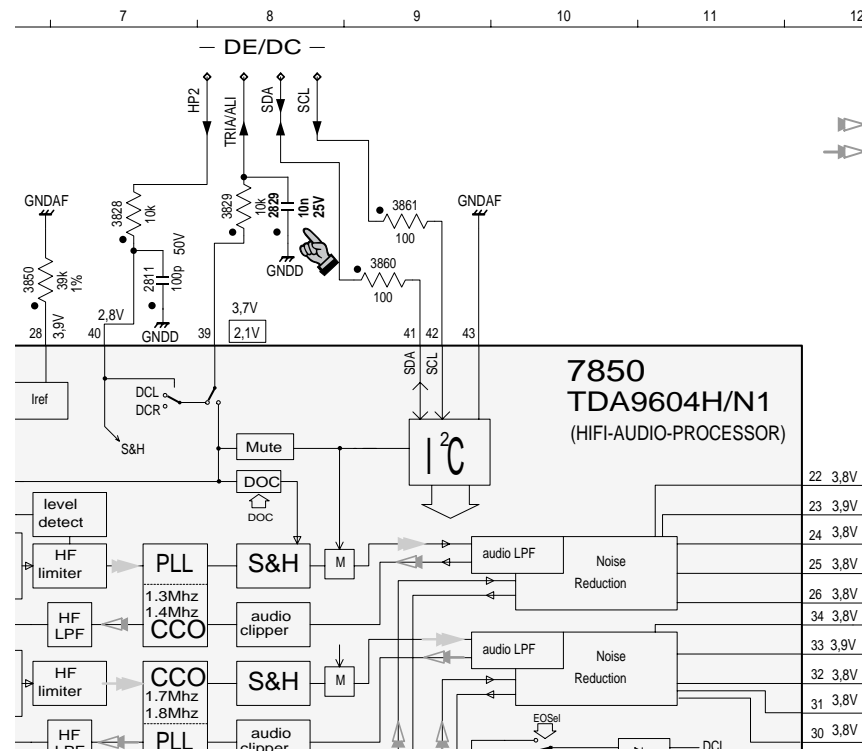 7 8 9 10 11 12
DE/DC
HP2
TRIA/ALI
SDA
SCL
GNDAF
3828
10k
3829
10k
2829
10n
25V
3861
100
GNDAF
3850
39k
1%
2811
100p
50V
GNDD
3860
100
28
3,9V
2,8V
40
GNDD
39
3,7V
2,1V
41
42
43
SDA
SCL
7850
TDA9604H/N1
(HIFI-AUDIO-PROCESSOR)
Iref
DCL
DCR
S&H
Mute
I²C
DOC
DOC
level
detect
HF
limiter
PLL
S&H
M
audio LPF
Noise
Reduction
1.3Mhz
1.4Mhz
CCO
HF
LPF
audio
clipper
HF
limiter
CCO
1.7Mhz
1.8Mhz
PLL
S&H
M
audio LPF
Noise
Reduction
HF
LPF
audio
clipper
EOSel
DCL
22 3,8V
23 3,9V
24 3,8V
25 3,8V
26 3,8V
34 3,8V
33 3,9V
32 3,8V
31 3,8V
30 3,8V